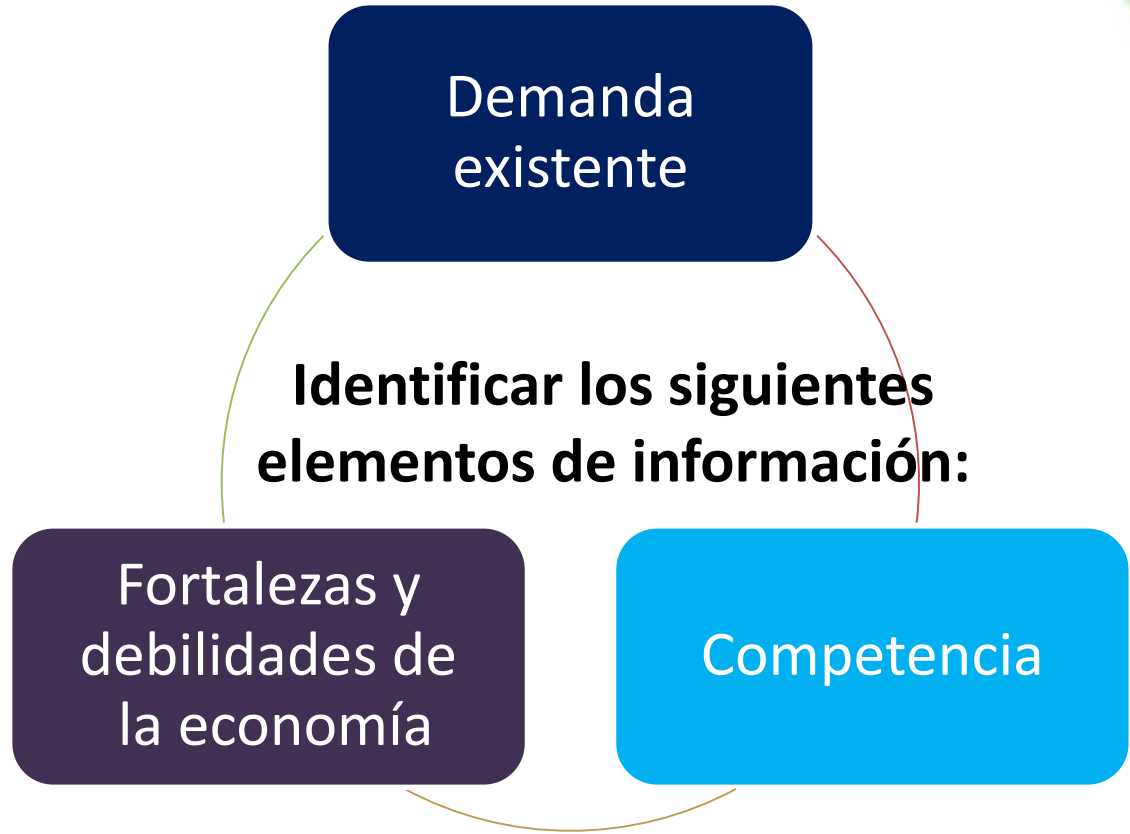 Demanda
existente
Identificar los siguientes
elementos de información:
Fortalezas y
debilidades de
la economía
Competencia